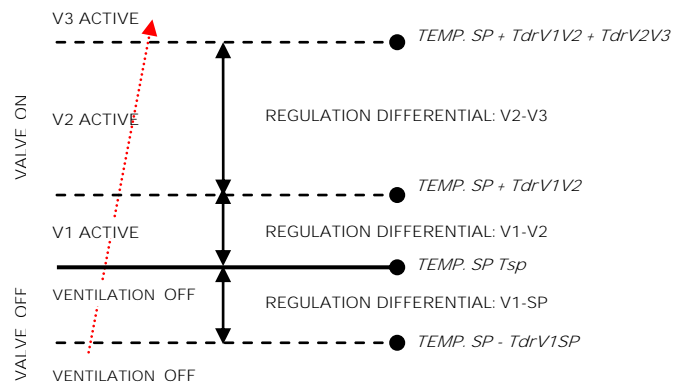 V3 ACTIVE
TEMP. SP + TdrV1V2 + TdrV2V3
VALVE ON
V2 ACTIVE
REGULATION DIFFERENTIAL: V2-V3
TEMP. SP + TdrV1V2
V1 ACTIVE
REGULATION DIFFERENTIAL: V1-V2
TEMP. SP Tsp
VENTILATION OFF
REGULATION DIFFERENTIAL: V1-SP
VALVE OFF
TEMP. SP - TdrV1SP
VENTILATION OFF